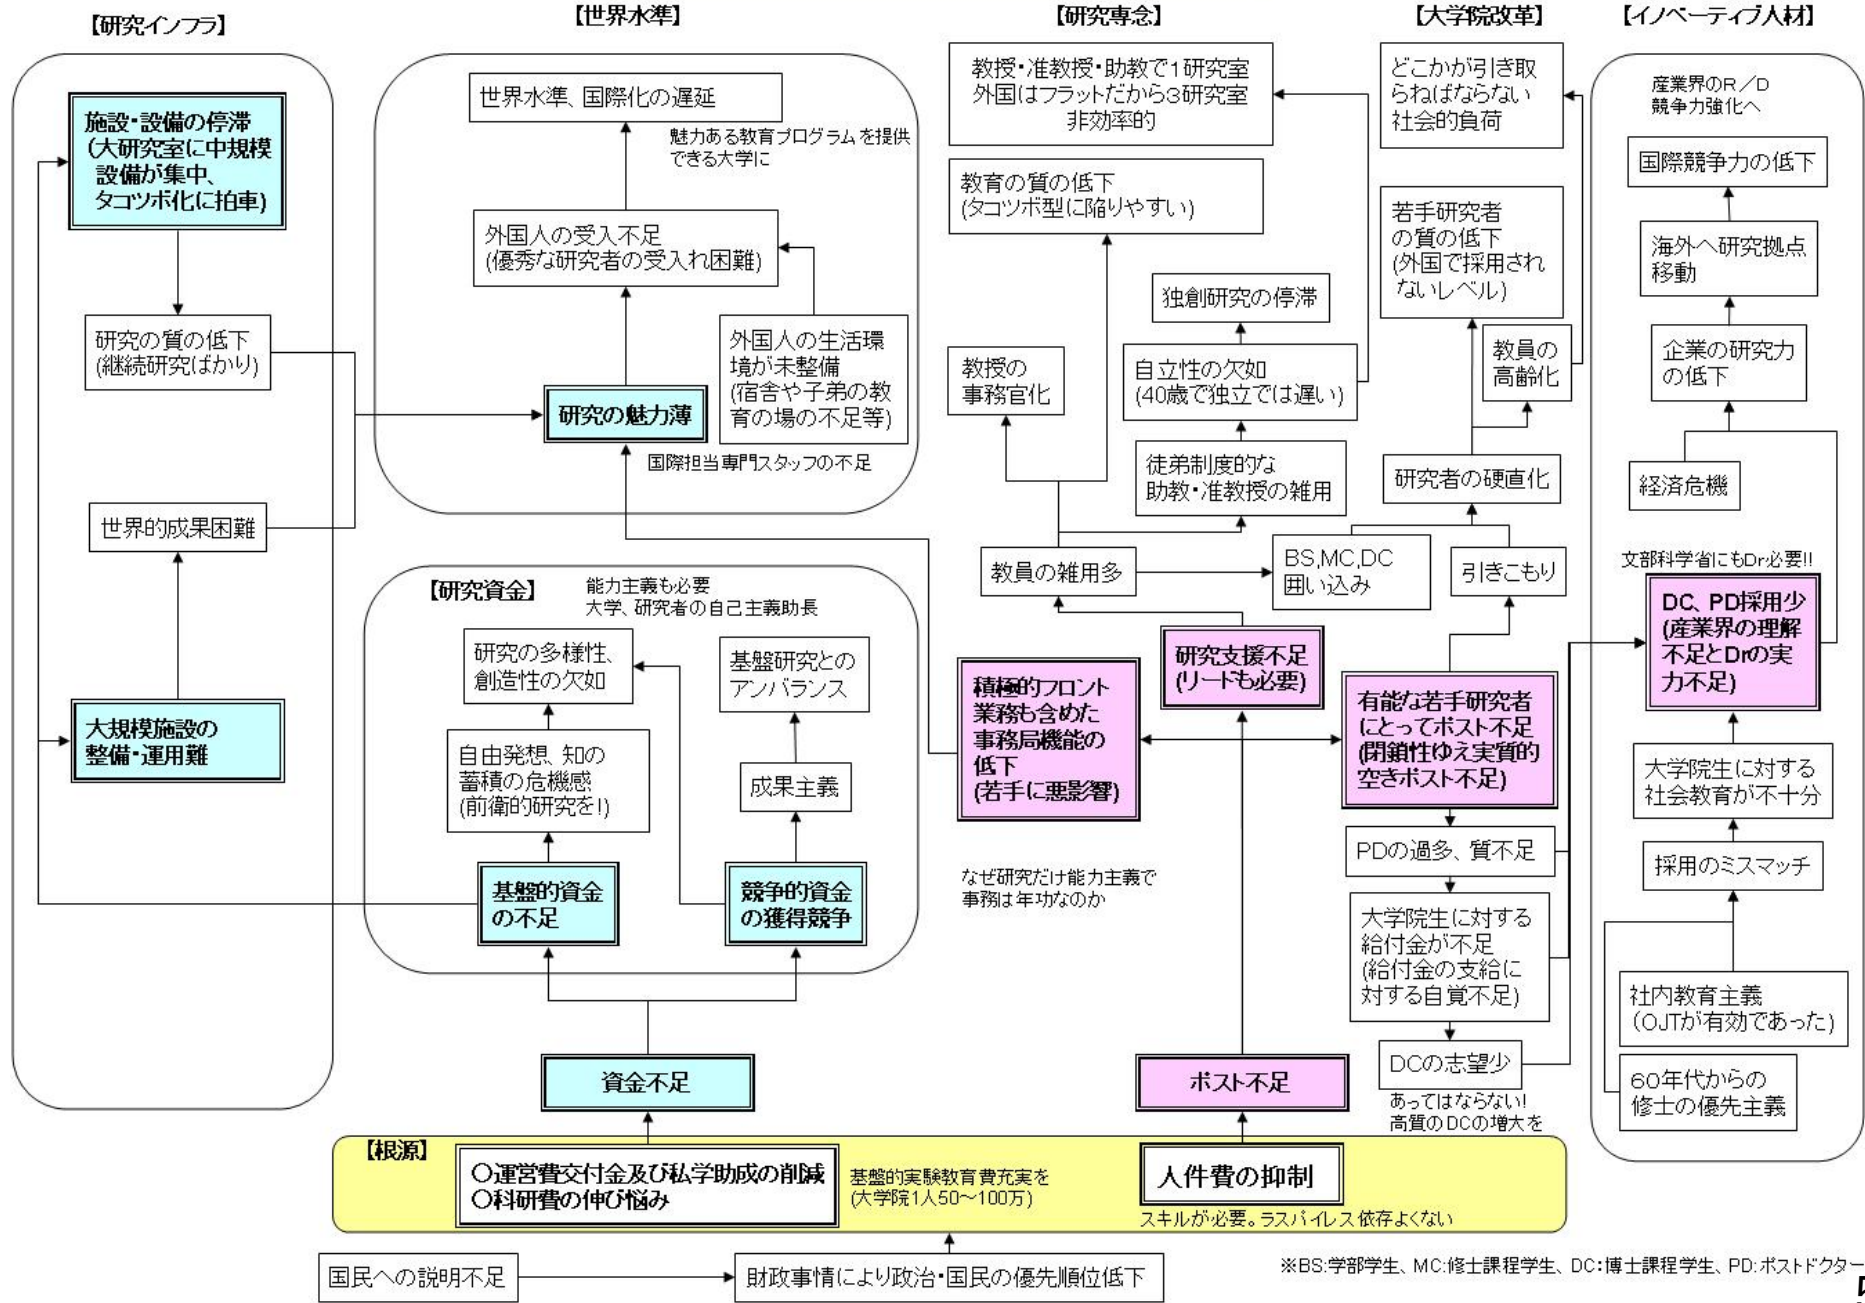 【研究インフラ】
施設・設備の停滞
(大研究室に中規模
設備が集中、
タコツボ化に拍車)
研究の質の低下
(継続研究ばかり)
世界的成果困難
大規模施設の
整備・運用難
【世界水準】
世界水準、国際化の遅延
魅力ある教育プログラムを提供
できる大学に
外国人の受入不足
(優秀な研究者の受入れ困難)
外国人の生活環
境が未整備
(宿舎や子弟の教
育の場の不足等)
研究の魅力薄
国際担当専門スタッフの不足
【研究資金】
能力主義も必要
大学、研究者の自己主義助長
研究の多様性、
創造性の欠如
基盤研究との
アンバランス
自由発想、知の
蓄積の危機感
(前衛的研究を!)
成果主義
基盤的資金
の不足
競争的資金
の獲得競争
資金不足
【研究専念】
教授・准教授・助教で1研究室
外国はフラットだから3研究室
非効率的
教育の質の低下
(タコツボ型に陥りやすい)
独創研究の停滞
教授の
事務官化
自立性の欠如
(40歳で独立では遅い)
徒弟制度的な
助教・准教授の雑用
教員の雑用多
BS,MC,DC
囲い込み
研究支援不足
(リードも必要)
積極的フロント
業務も含めた
事務局機能の
低下
(若手に悪影響)
なぜ研究だけ能力主義で
事務は年功なのか
ポスト不足
【大学院改革】
どこかが引き取
らねばならない
社会的負荷
若手研究者
の質の低下
(外国で採用され
ないレベル)
教員の
高齢化
研究者の硬直化
引きこもり
有能な若手研究者
にとってポスト不足
(閉鎖性ゆえ実質的
空きポスト不足)
PDの過多、質不足
大学院生に対する
給付金が不足
(給付金の支給に
対する自覚不足)
DCの志望少
あってはならない!
高質のDCの増大を
【イノベーティブ人材】
産業界のR/D
競争力強化へ
国際競争力の低下
海外へ研究拠点
移動
企業の研究力
の低下
経済危機
文部科学省にもDr必要!!
DC、PD採用少
(産業界の理解
不足とDrの実
力不足)
大学院生に対する
社会教育が不十分
採用のミスマッチ
社内教育主義
(OJTが有効であった)
60年代からの
修士の優先主義
【根源】
○運営費交付金及び私学助成の削減
○科研費の伸び悩み
基盤的実験教育費充実を
(大学院1人50～100万)
人件費の抑制
スキルが必要。ラスパイレス依存よくない
国民への説明不足
財政事情により政治・国民の優先順位低下
※BS:学部学生、MC:修士課程学生、DC:博士課程学生、PD:ポストドクター